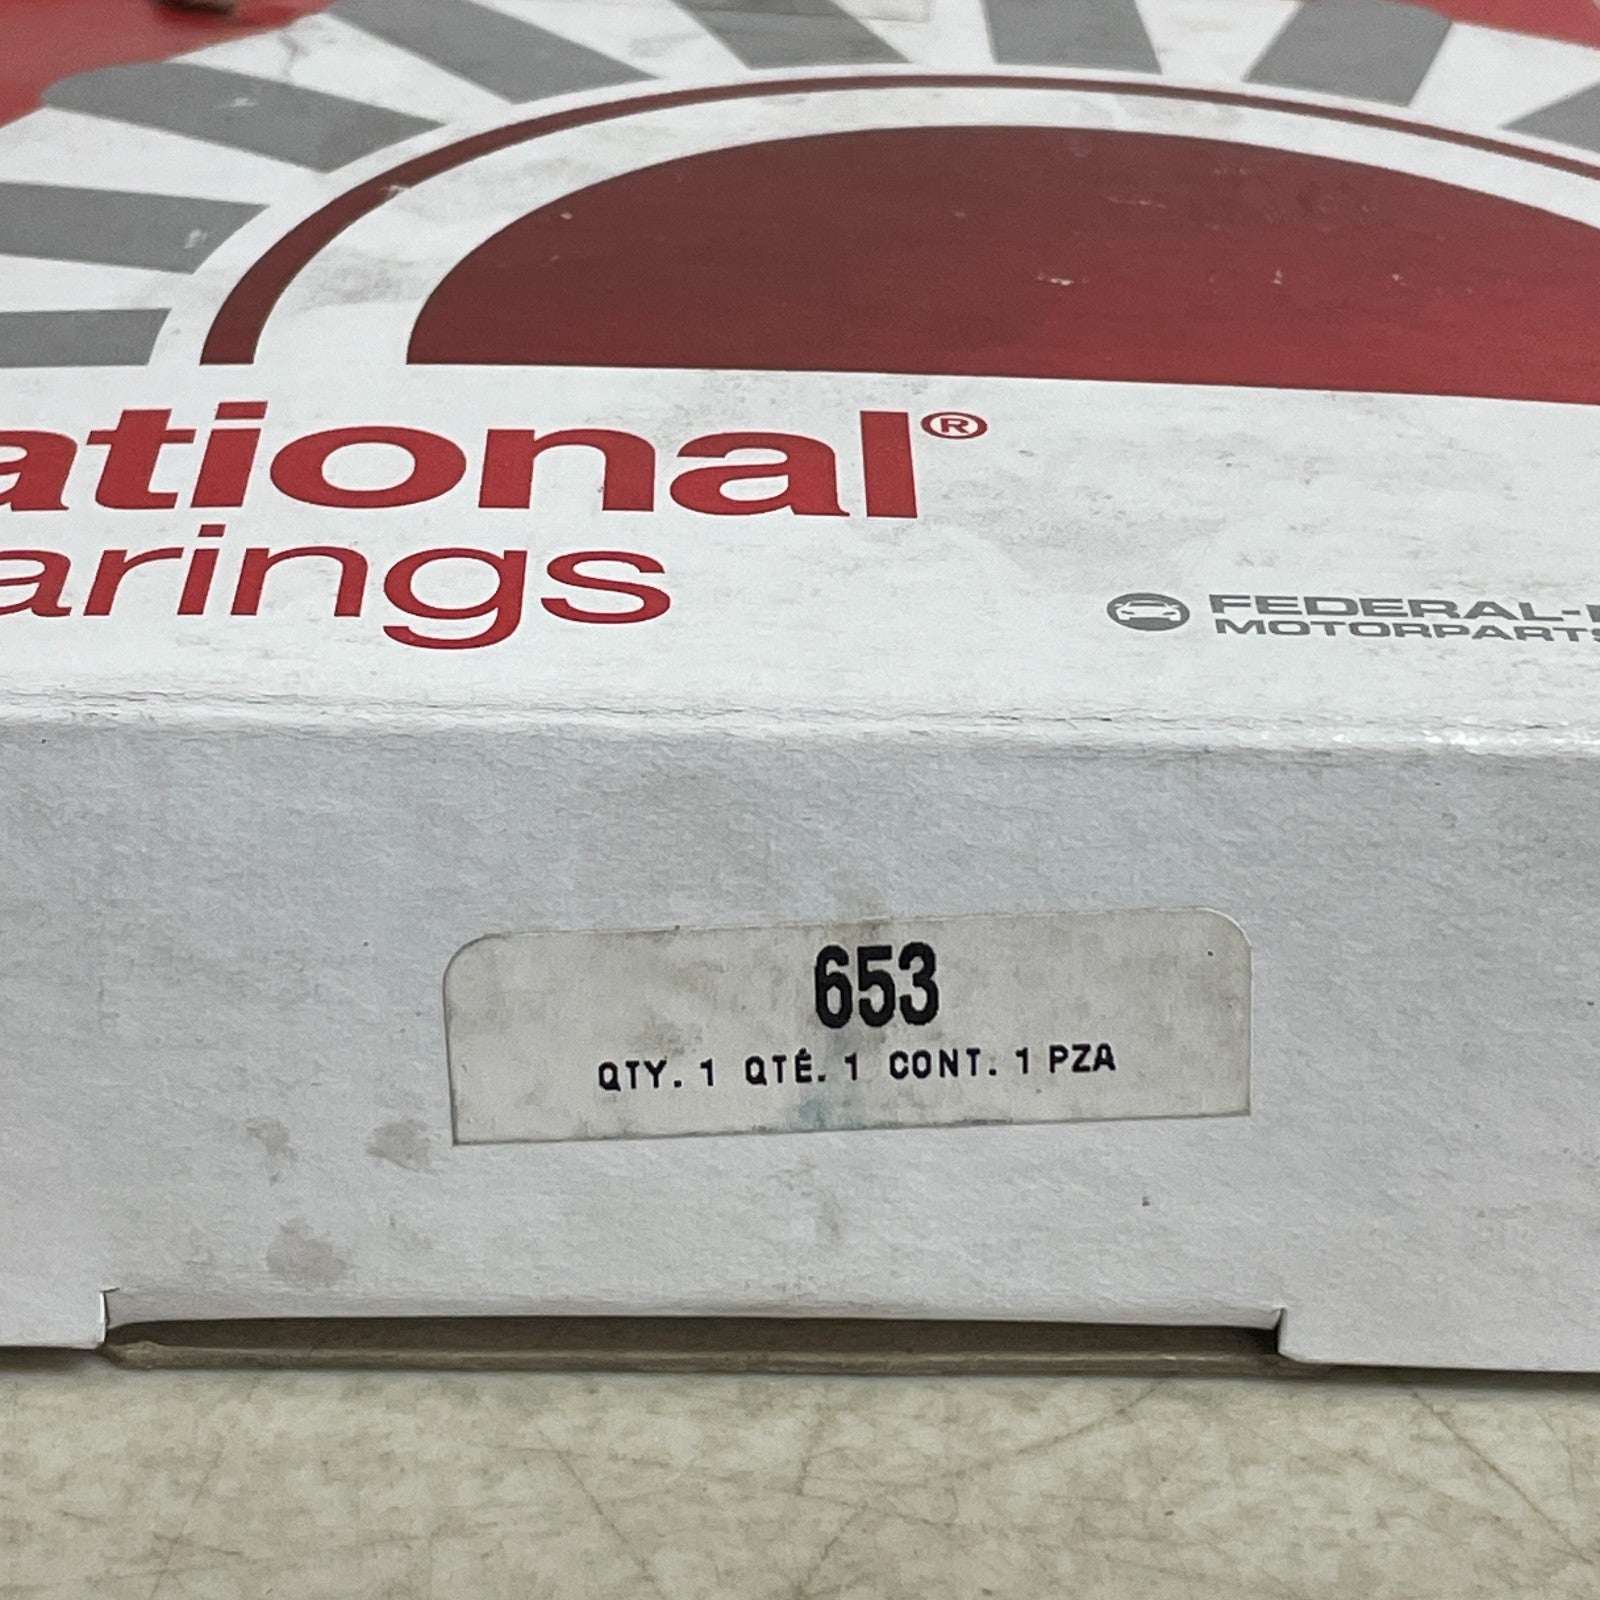 ational®
arings
FEDERAL-
MOTORPARTS
653
QTY. 1 QTÉ. 1 CONT. 1 PZA